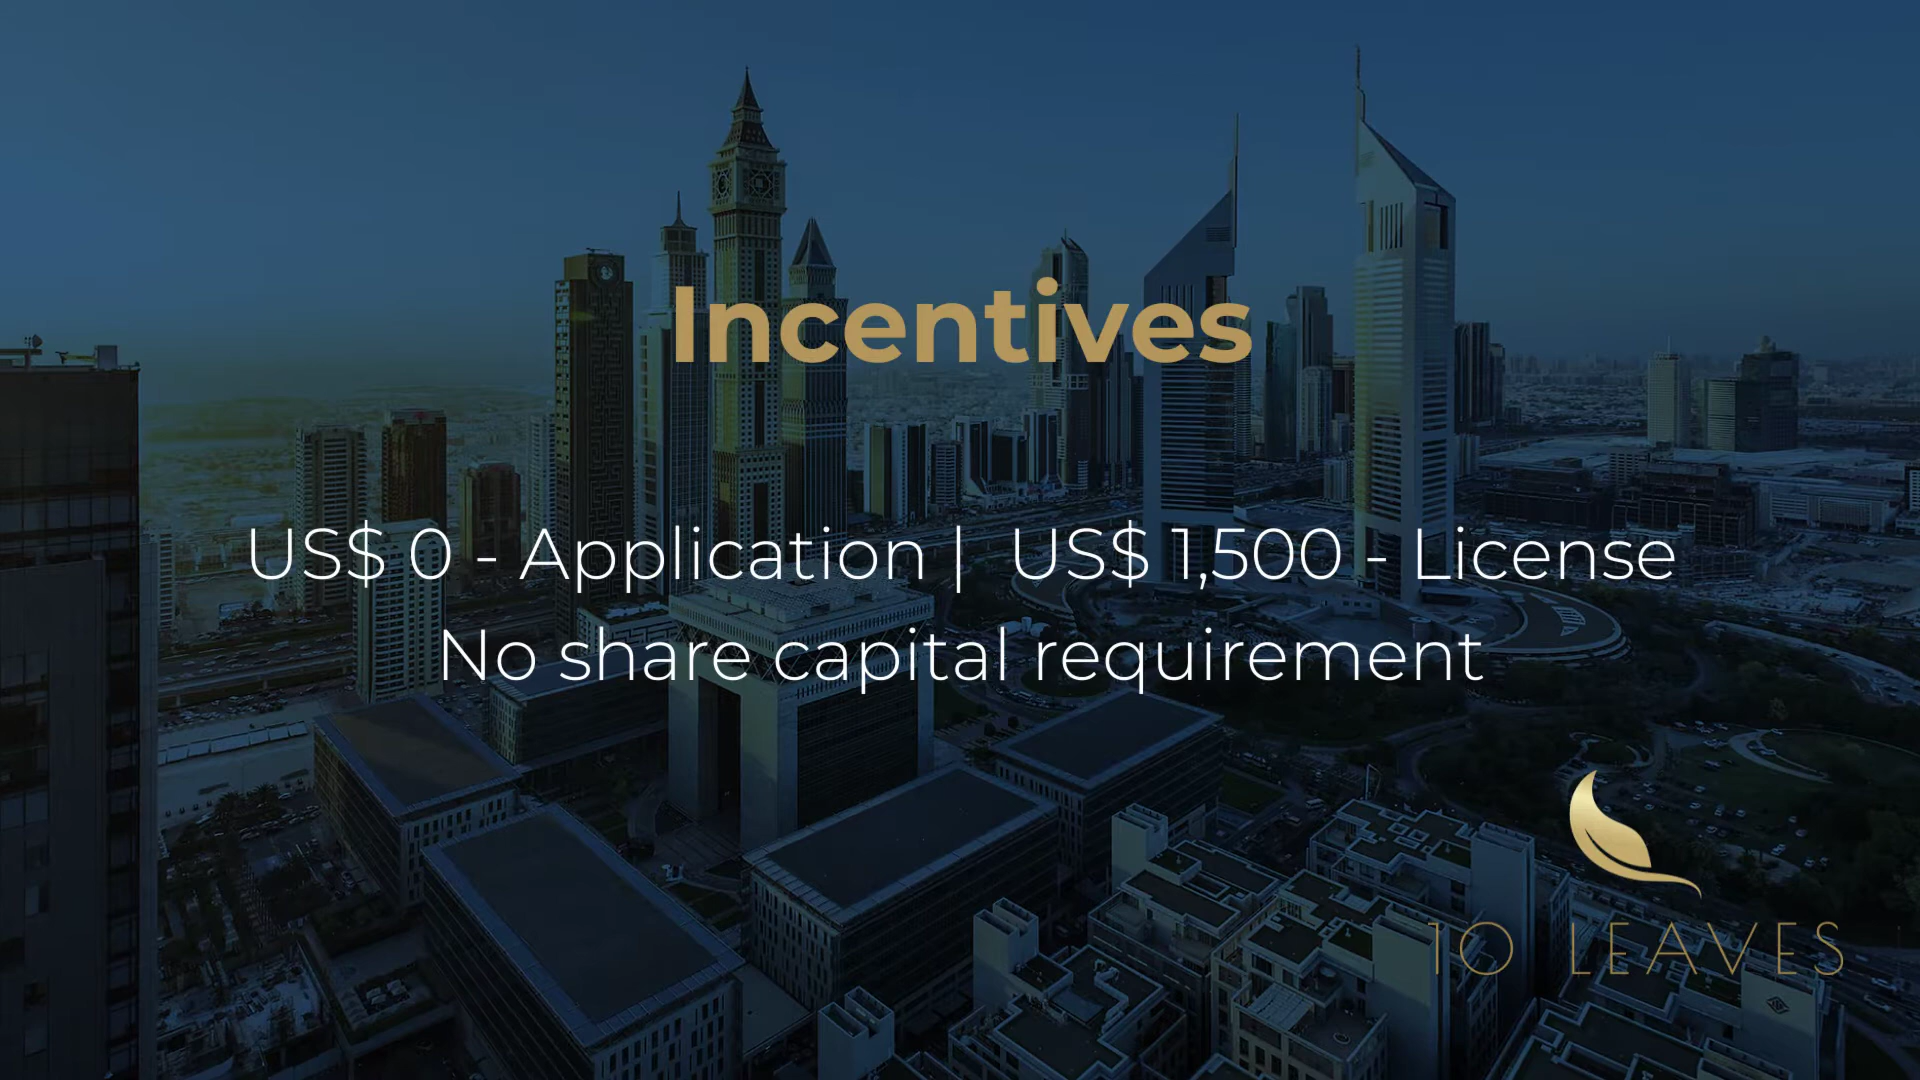 Incentives
US$ 0 - Application | US$ 1,500 - License
No share capital requirement
10 LEAVES